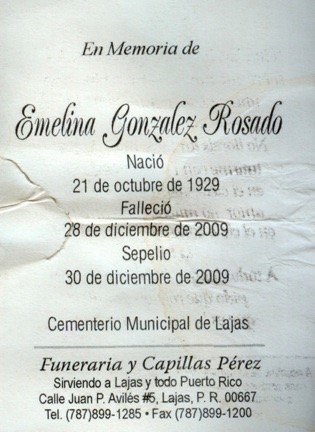 En Memoria de
Emelina Gonzalez Rosado
Nació
21 de octubre de 1929
Falleció
28 de diciembre de 2009
Sepelio
30 de diciembre de 2009
Cementerio Municipal de Lajas
Funeraria y Capillas Pérez
Sirviendo a Lajas y todo Puerto Rico
Calle Juan P. Avilés #5, Lajas, P. R. 00667
Tel. (787)899-1285 • Fax (787)899-1200